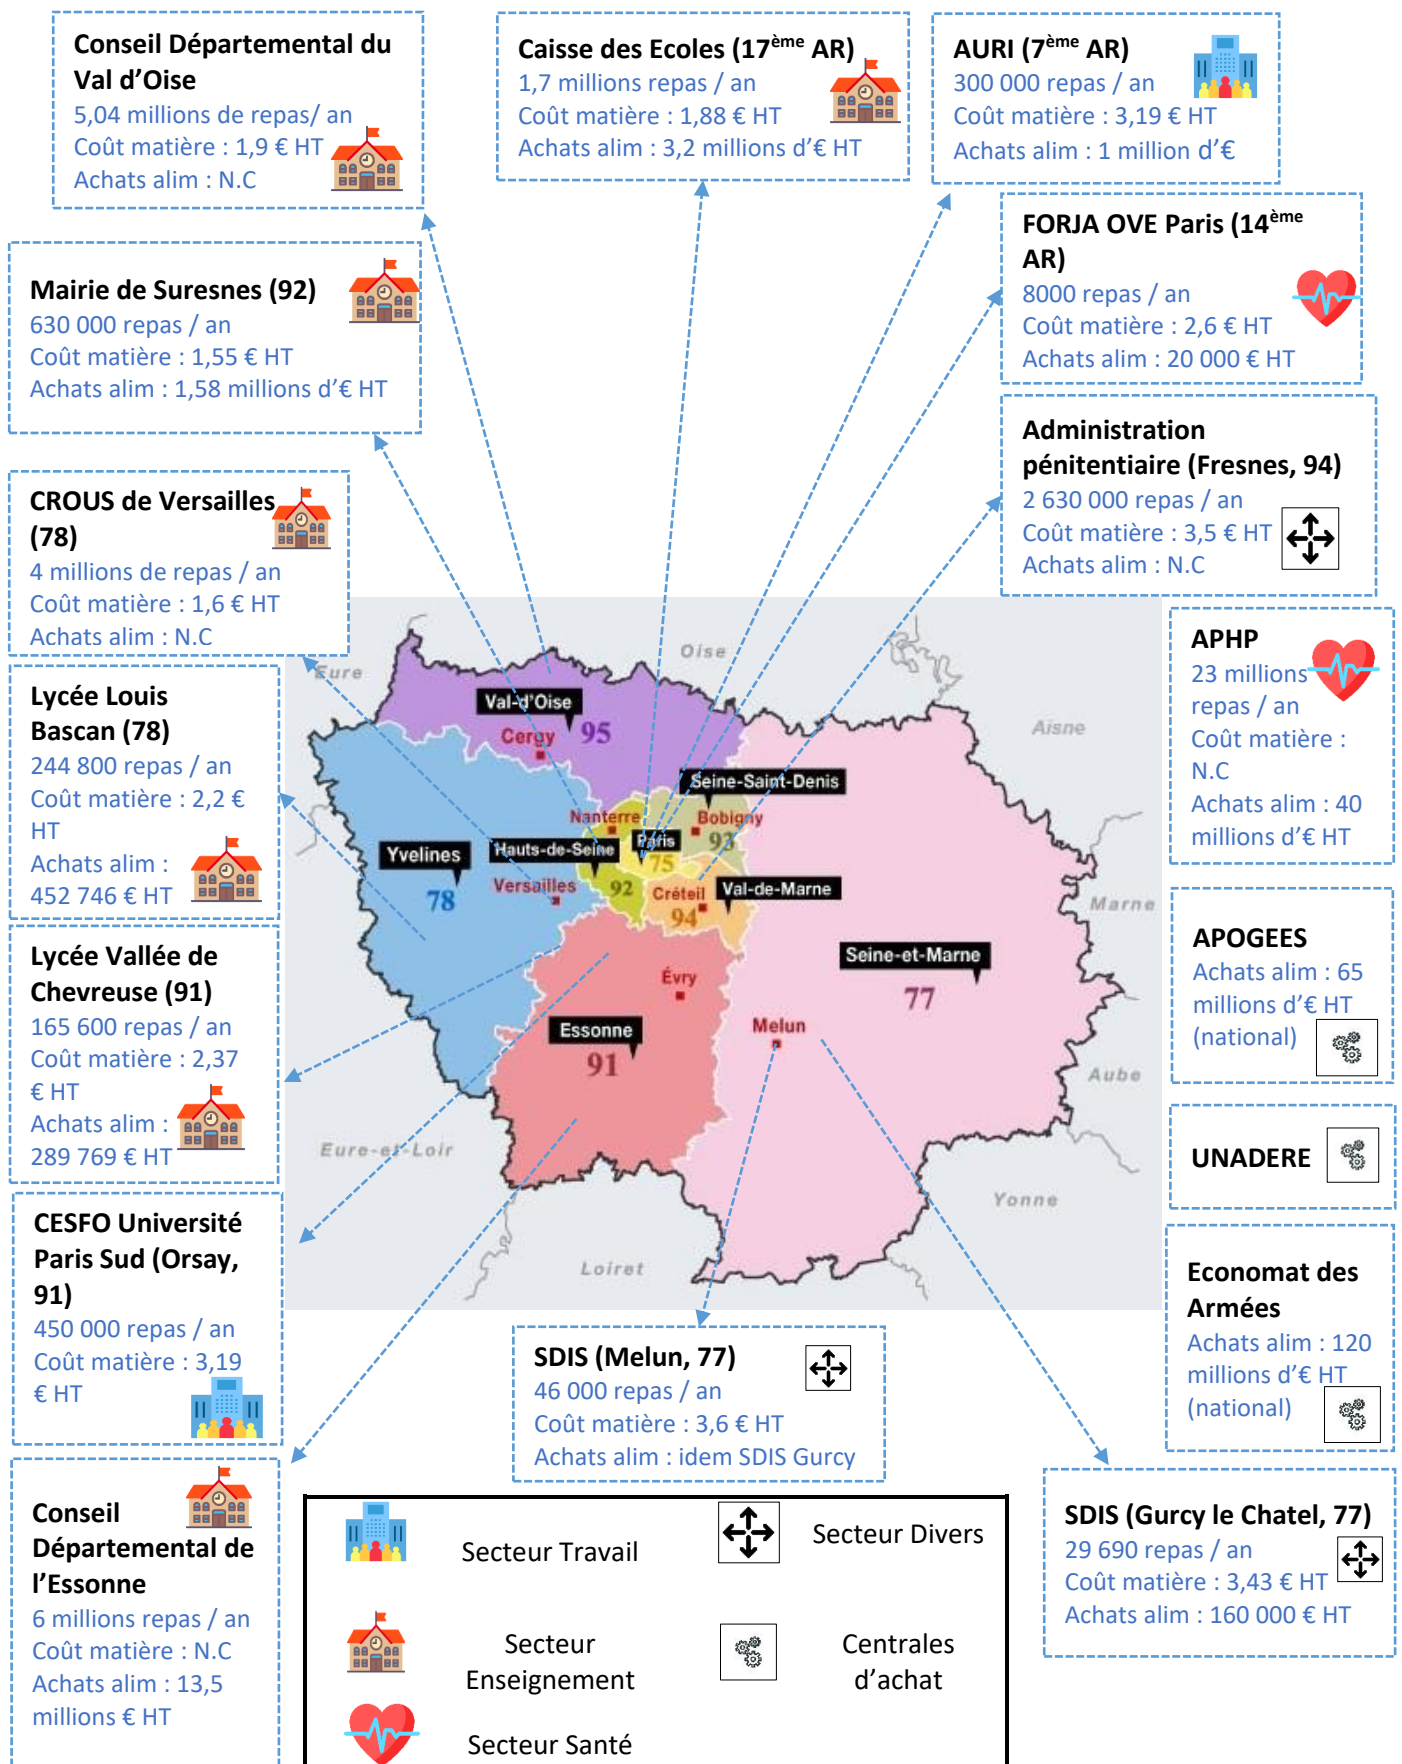 Conseil Départemental du
Val d'Oise
5,04 millions de repas/ an
Coût matière : 1,9 € HT
Achats alim : N.C
Caisse des Ecoles (17ème AR)
1,7 millions repas / an
Coût matière : 1,88 € HT
Achats alim : 3,2 millions d'€ HT
AURI (7ème AR)
300 000 repas / an
Coût matière : 3,19 € HT
Achats alim : 1 million d'€
FORJA OVE Paris (14ème
AR)
8000 repas / an
Coût matière : 2,6 € HT
Achats alim : 20 000 € HT
Mairie de Suresnes (92)
630 000 repas / an
Coût matière : 1,55 € HT
Achats alim : 1,58 millions d'€ HT
Administration
pénitentiaire (Fresnes, 94)
2 630 000 repas / an
Coût matière : 3,5 € HT
Achats alim : N.C
CROUS de Versailles
(78)
4 millions de repas / an
Coût matière : 1,6 € HT
Achats alim : N.C
APHP
23 millions
repas / an
Coût matière :
N.C
Achats alim : 40
millions d'€ HT
Lycée Louis
Bascan (78)
244 800 repas / an
Coût matière : 2,2 €
HT
Achats alim :
452 746 € HT
Eure
Oise
Aisne
Marne
Aube
Yonne
Loiret
Eure-et-Loir
Val-d'Oise
95
Cergy
Seine-Saint-Denis
Nanterre
Bobigny
93
Paris
75
Hauts-de-Seine
92
Yvelines
78
Versailles
Créteil
94
Val-de-Marne
Seine-et-Marne
77
Évry
Essonne
91
Melun
Lycée Vallée de
Chevreuse (91)
165 600 repas / an
Coût matière : 2,37
€ HT
Achats alim :
289 769 € HT
APOGEES
Achats alim : 65
millions d'€ HT
(national)
UNADERE
CESFO Université
Paris Sud (Orsay,
91)
450 000 repas / an
Coût matière : 3,19
€ HT
Economat des
Armées
Achats alim : 120
millions d'€ HT
(national)
SDIS (Melun, 77)
46 000 repas / an
Coût matière : 3,6 € HT
Achats alim : idem SDIS Gurcy
SDIS (Gurcy le Chatel, 77)
29 690 repas / an
Coût matière : 3,43 € HT
Achats alim : 160 000 € HT
Conseil
Départemental de
l'Essonne
6 millions repas / an
Coût matière : N.C
Achats alim : 13,5
millions € HT
Secteur Travail
Secteur Divers
Secteur
Enseignement
Centrales
d'achat
Secteur Santé